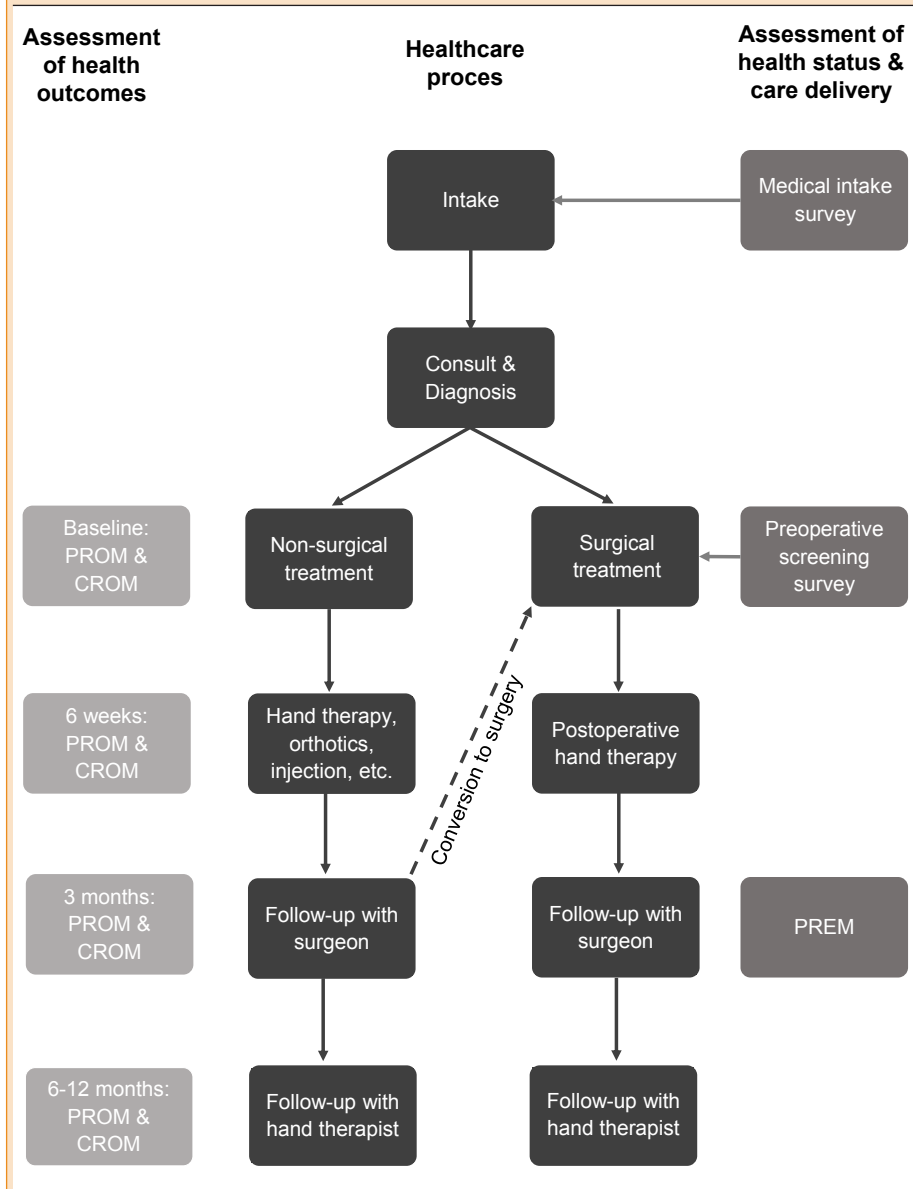 Assessment
of health
outcomes
Healthcare
proces
Assessment of
health status &
care delivery
Intake
Medical intake
survey
Consult &
Diagnosis
Baseline:
PROM &
CROM
Non-surgical
treatment
Surgical
treatment
Preoperative
screening
survey
6 weeks:
PROM &
CROM
Hand therapy,
orthotics,
injection, etc.
Conversion to surgery
Postoperative
hand therapy
3 months:
PROM &
CROM
Follow-up with
surgeon
Follow-up with
surgeon
PREM
6-12 months:
PROM &
CROM
Follow-up with
hand therapist
Follow-up with
hand therapist